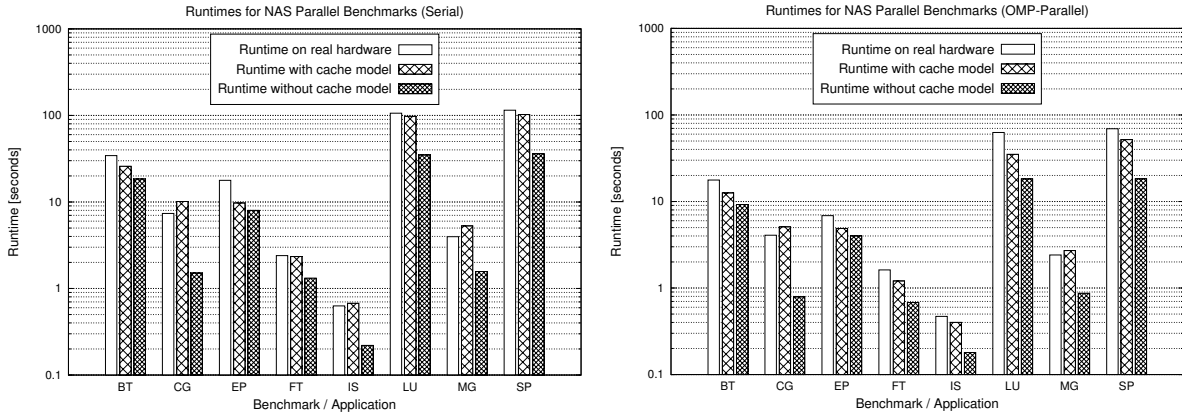 Runtimes for NAS Parallel Benchmarks (Serial)
1000
100
10
1
0.1
Runtime [seconds]
Runtime on real hardware
Runtime with cache model
Runtime without cache model
BT CG EP FT IS LU MG SP
Benchmark / Application
Runtimes for NAS Parallel Benchmarks (OMP-Parallel)
1000
100
10
1
0.1
Runtime [seconds]
Runtime on real hardware
Runtime with cache model
Runtime without cache model
BT CG EP FT IS LU MG SP
Benchmark / Application